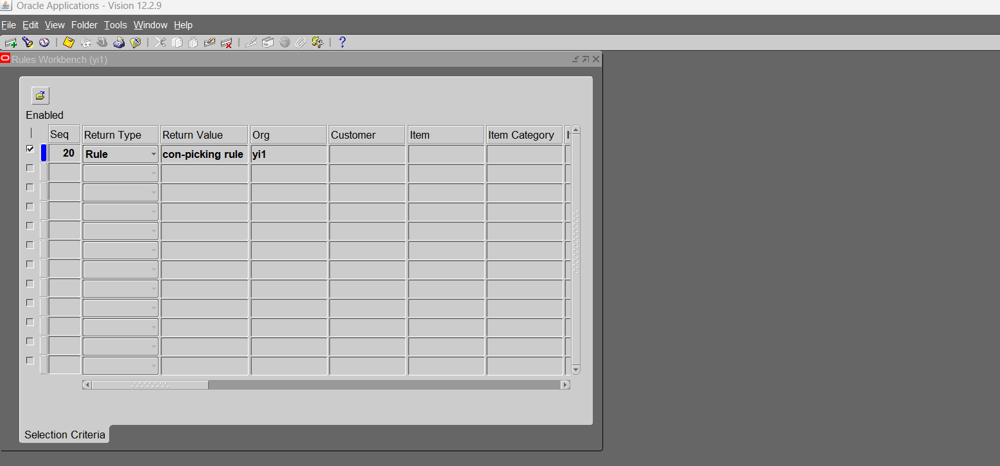 Oracle Applications - Vision 12.2.9
File Edit View Folder Tools Window Help
Rules Workbench (yi1)
Enabled
Seq Return Type Return Value Org Customer Item Item Category
20 Rule con-picking rule yi1
Selection Criteria